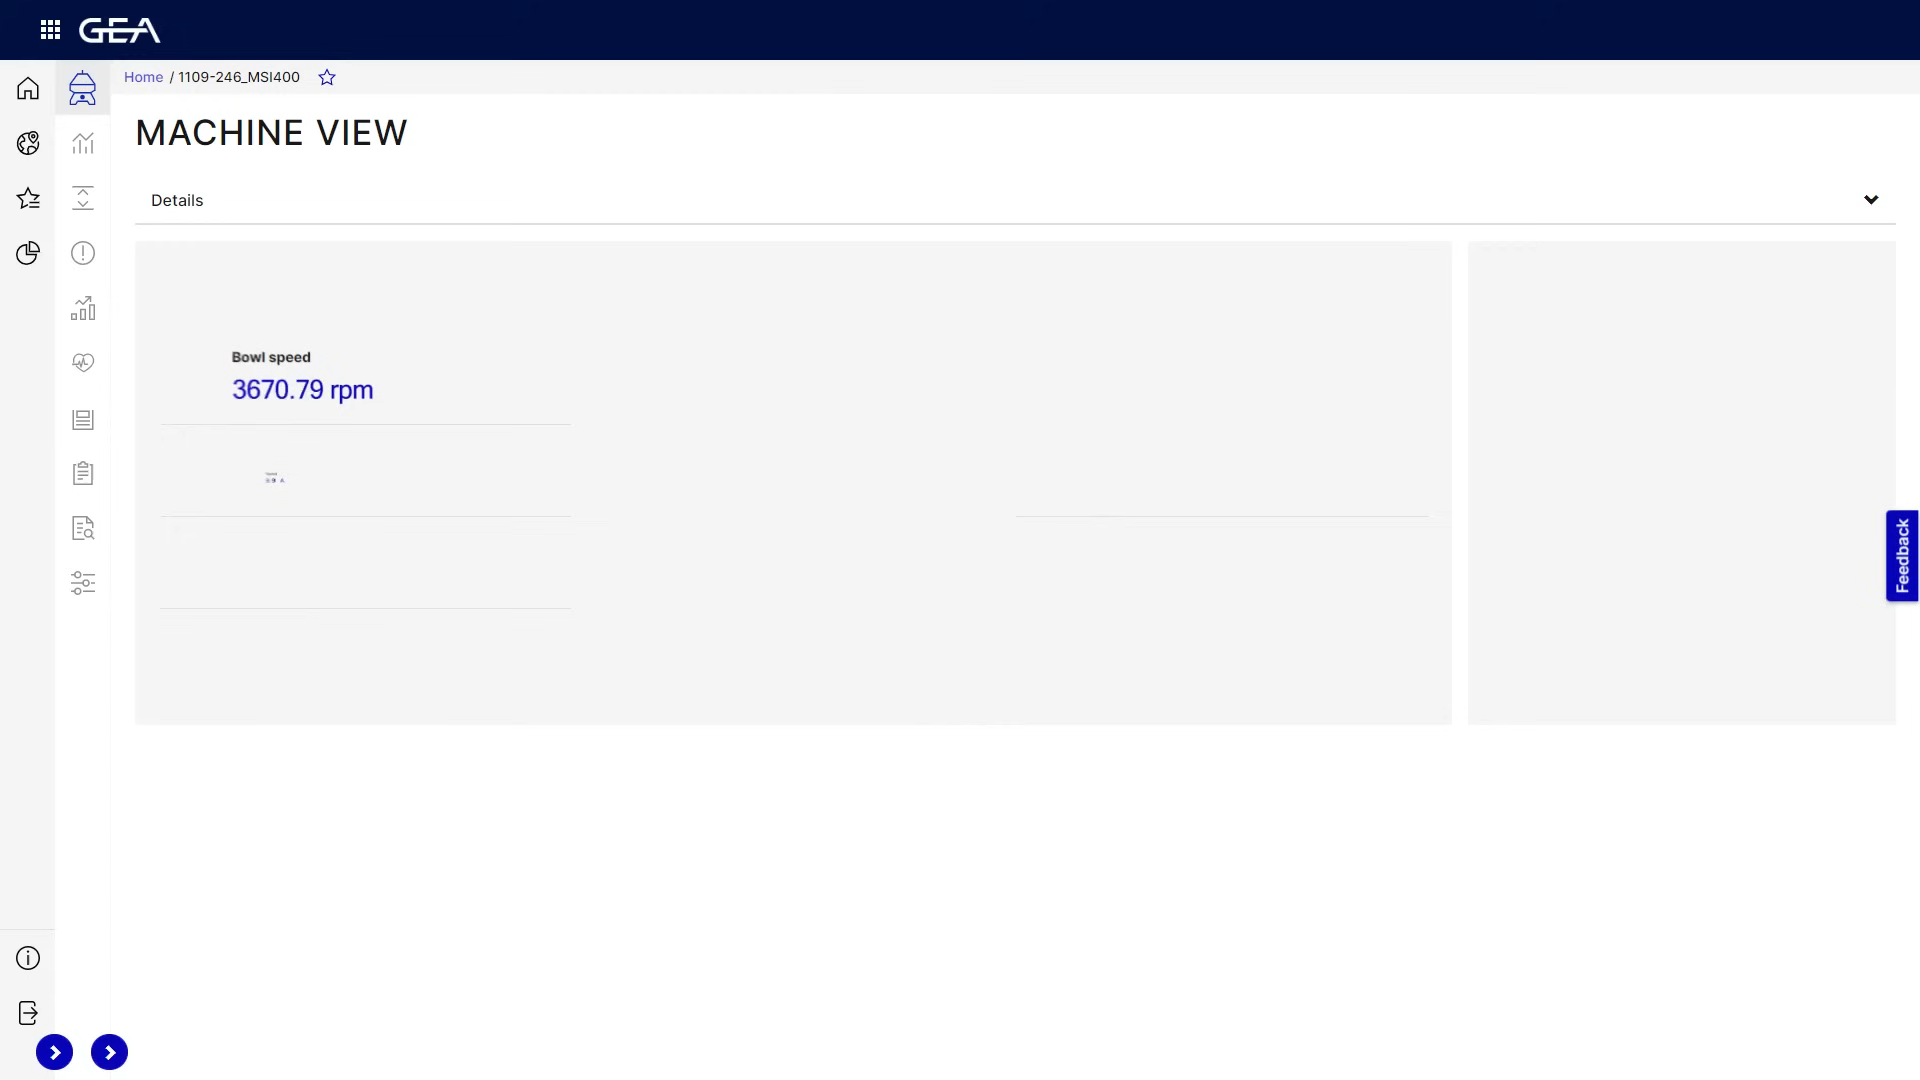 GEA
Home / 1109-246_MSI400
MACHINE VIEW
Details
Bowl speed
3670.79 rpm
Feedback